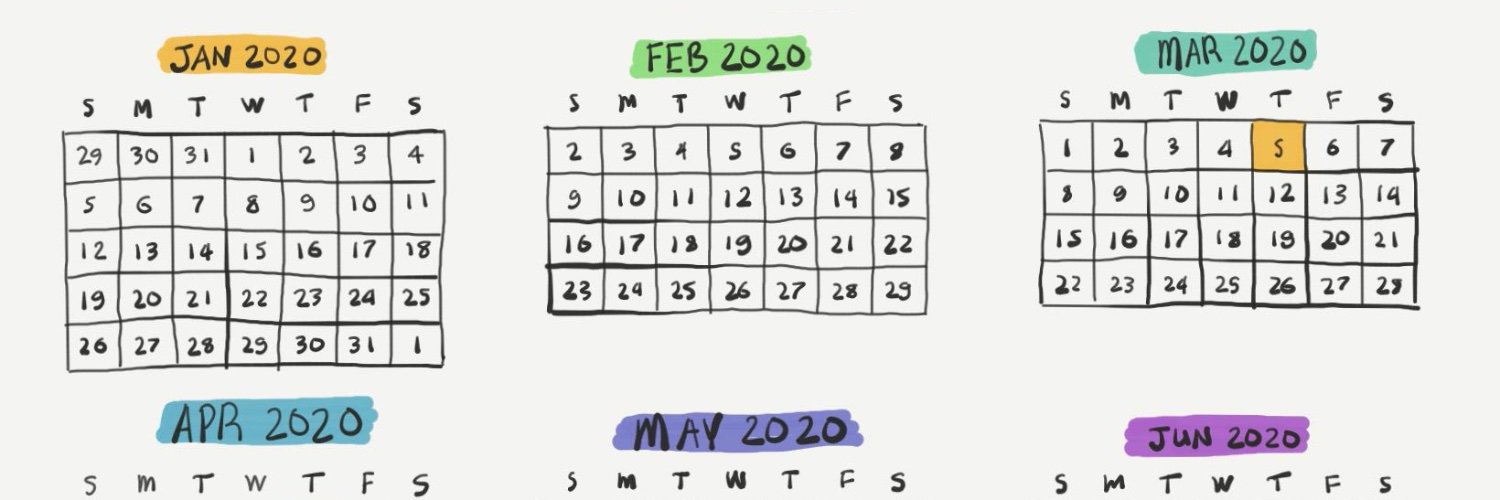 JAN 2020
S M T W T F S
29 30 31 1 2 3 4
5 6 7 8 9 10 11
12 13 14 15 16 17 18
19 20 21 22 23 24 25
26 27 28 29 30 31 1
FEB 2020
S M T W T F S
2 3 4 5 6 7 8
9 10 11 12 13 14 15
16 17 18 19 20 21 22
23 24 25 26 27 28 29
MAR 2020
S M T W T F S
1 2 3 4 5 6 7
8 9 10 11 12 13 14
15 16 17 18 19 20 21
22 23 24 25 26 27 28
APR 2020
S M T W T F S
MAY 2020
S M T W T F S
JUN 2020
S M T W T F S